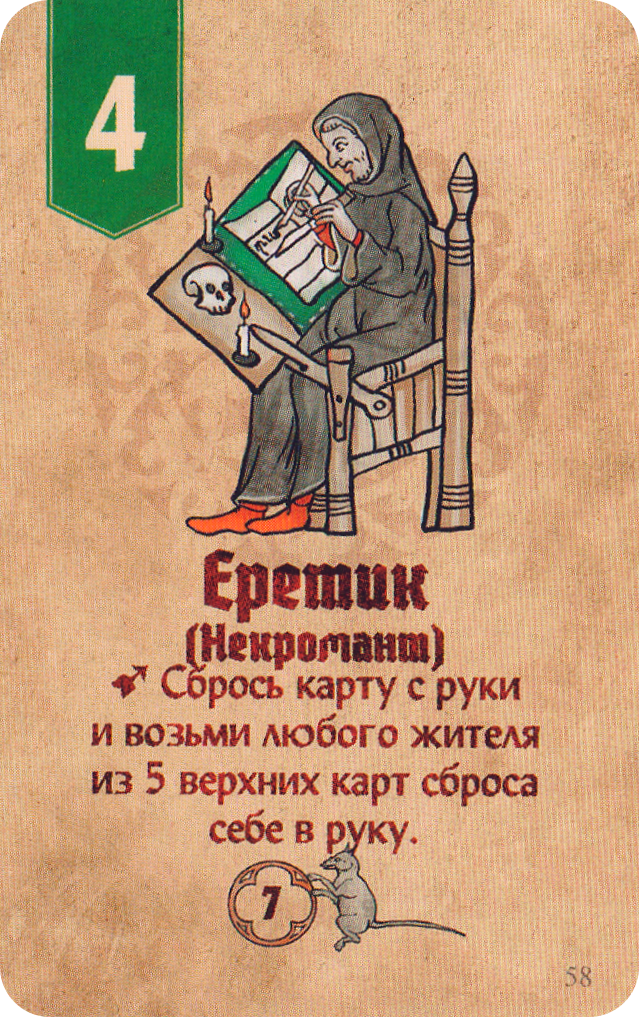 4
Еретик
(Некромант)
Сбрось карту с руки
и возьми любого жителя
из 5 верхних карт сброса
себе в руку.
7
58